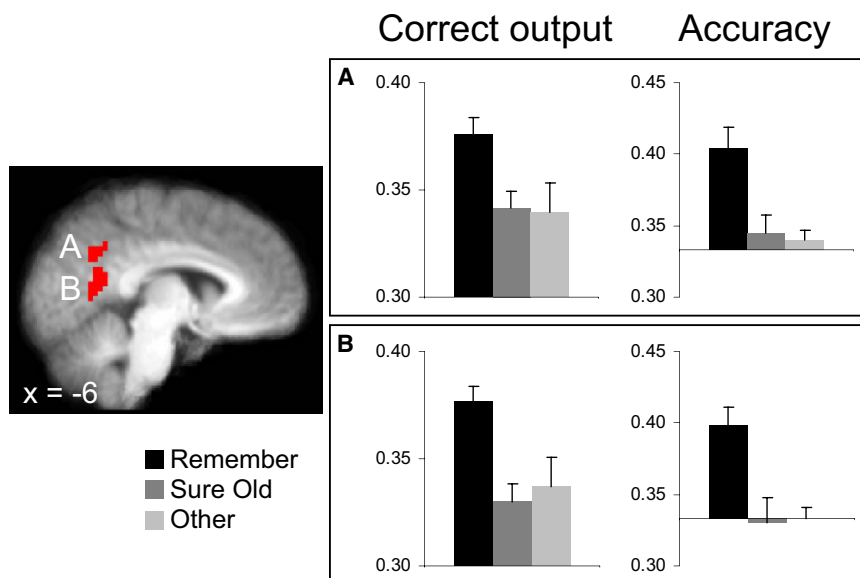 Correct output Accuracy
A
0.40 0.45
0.40
0.35
0.35
0.30 0.30
A
B
x = -6
B
0.40 0.45
0.40
0.35
0.35
0.30 0.30
Remember
Sure Old
Other